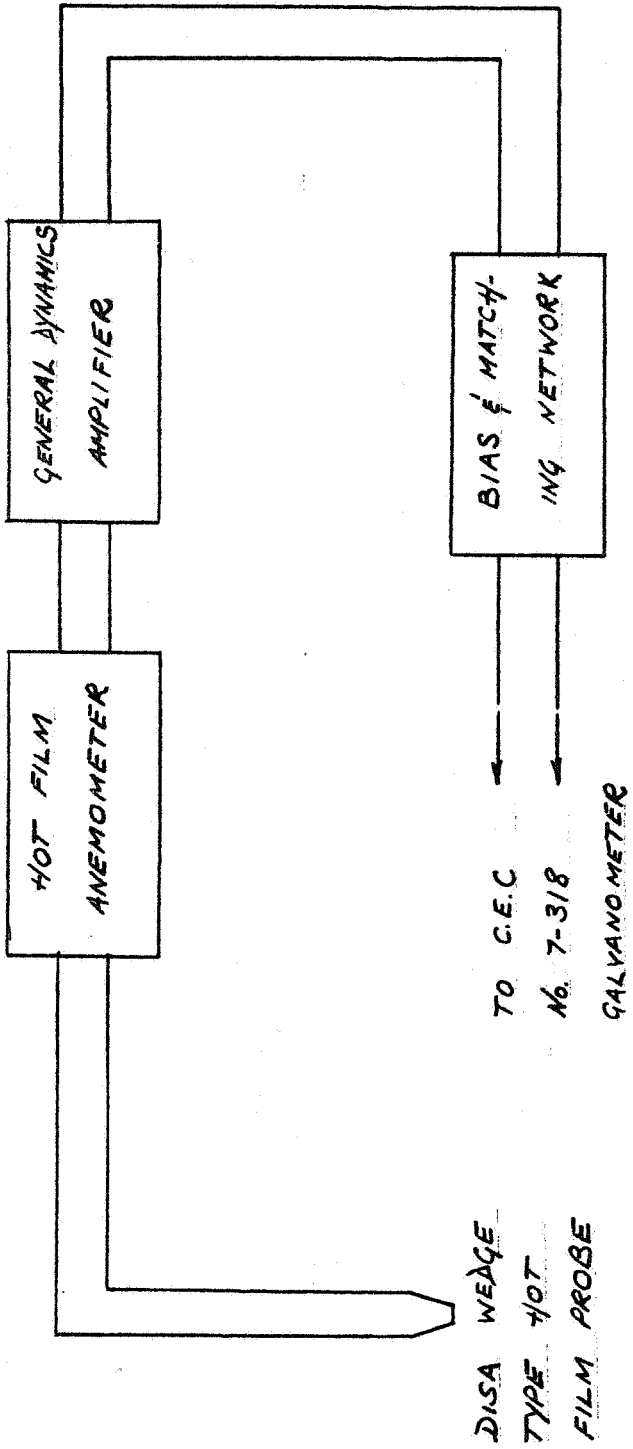 HOT FILM
ANEMOMETER
GENERAL DYNAMICS
AMPLIFIER
DISA WEDGE
TYPE HOT
FILM PROBE
TO C.E.C
No. 7-318
GALVANOMETER
BIAS & MATCH-
ING NETWORK